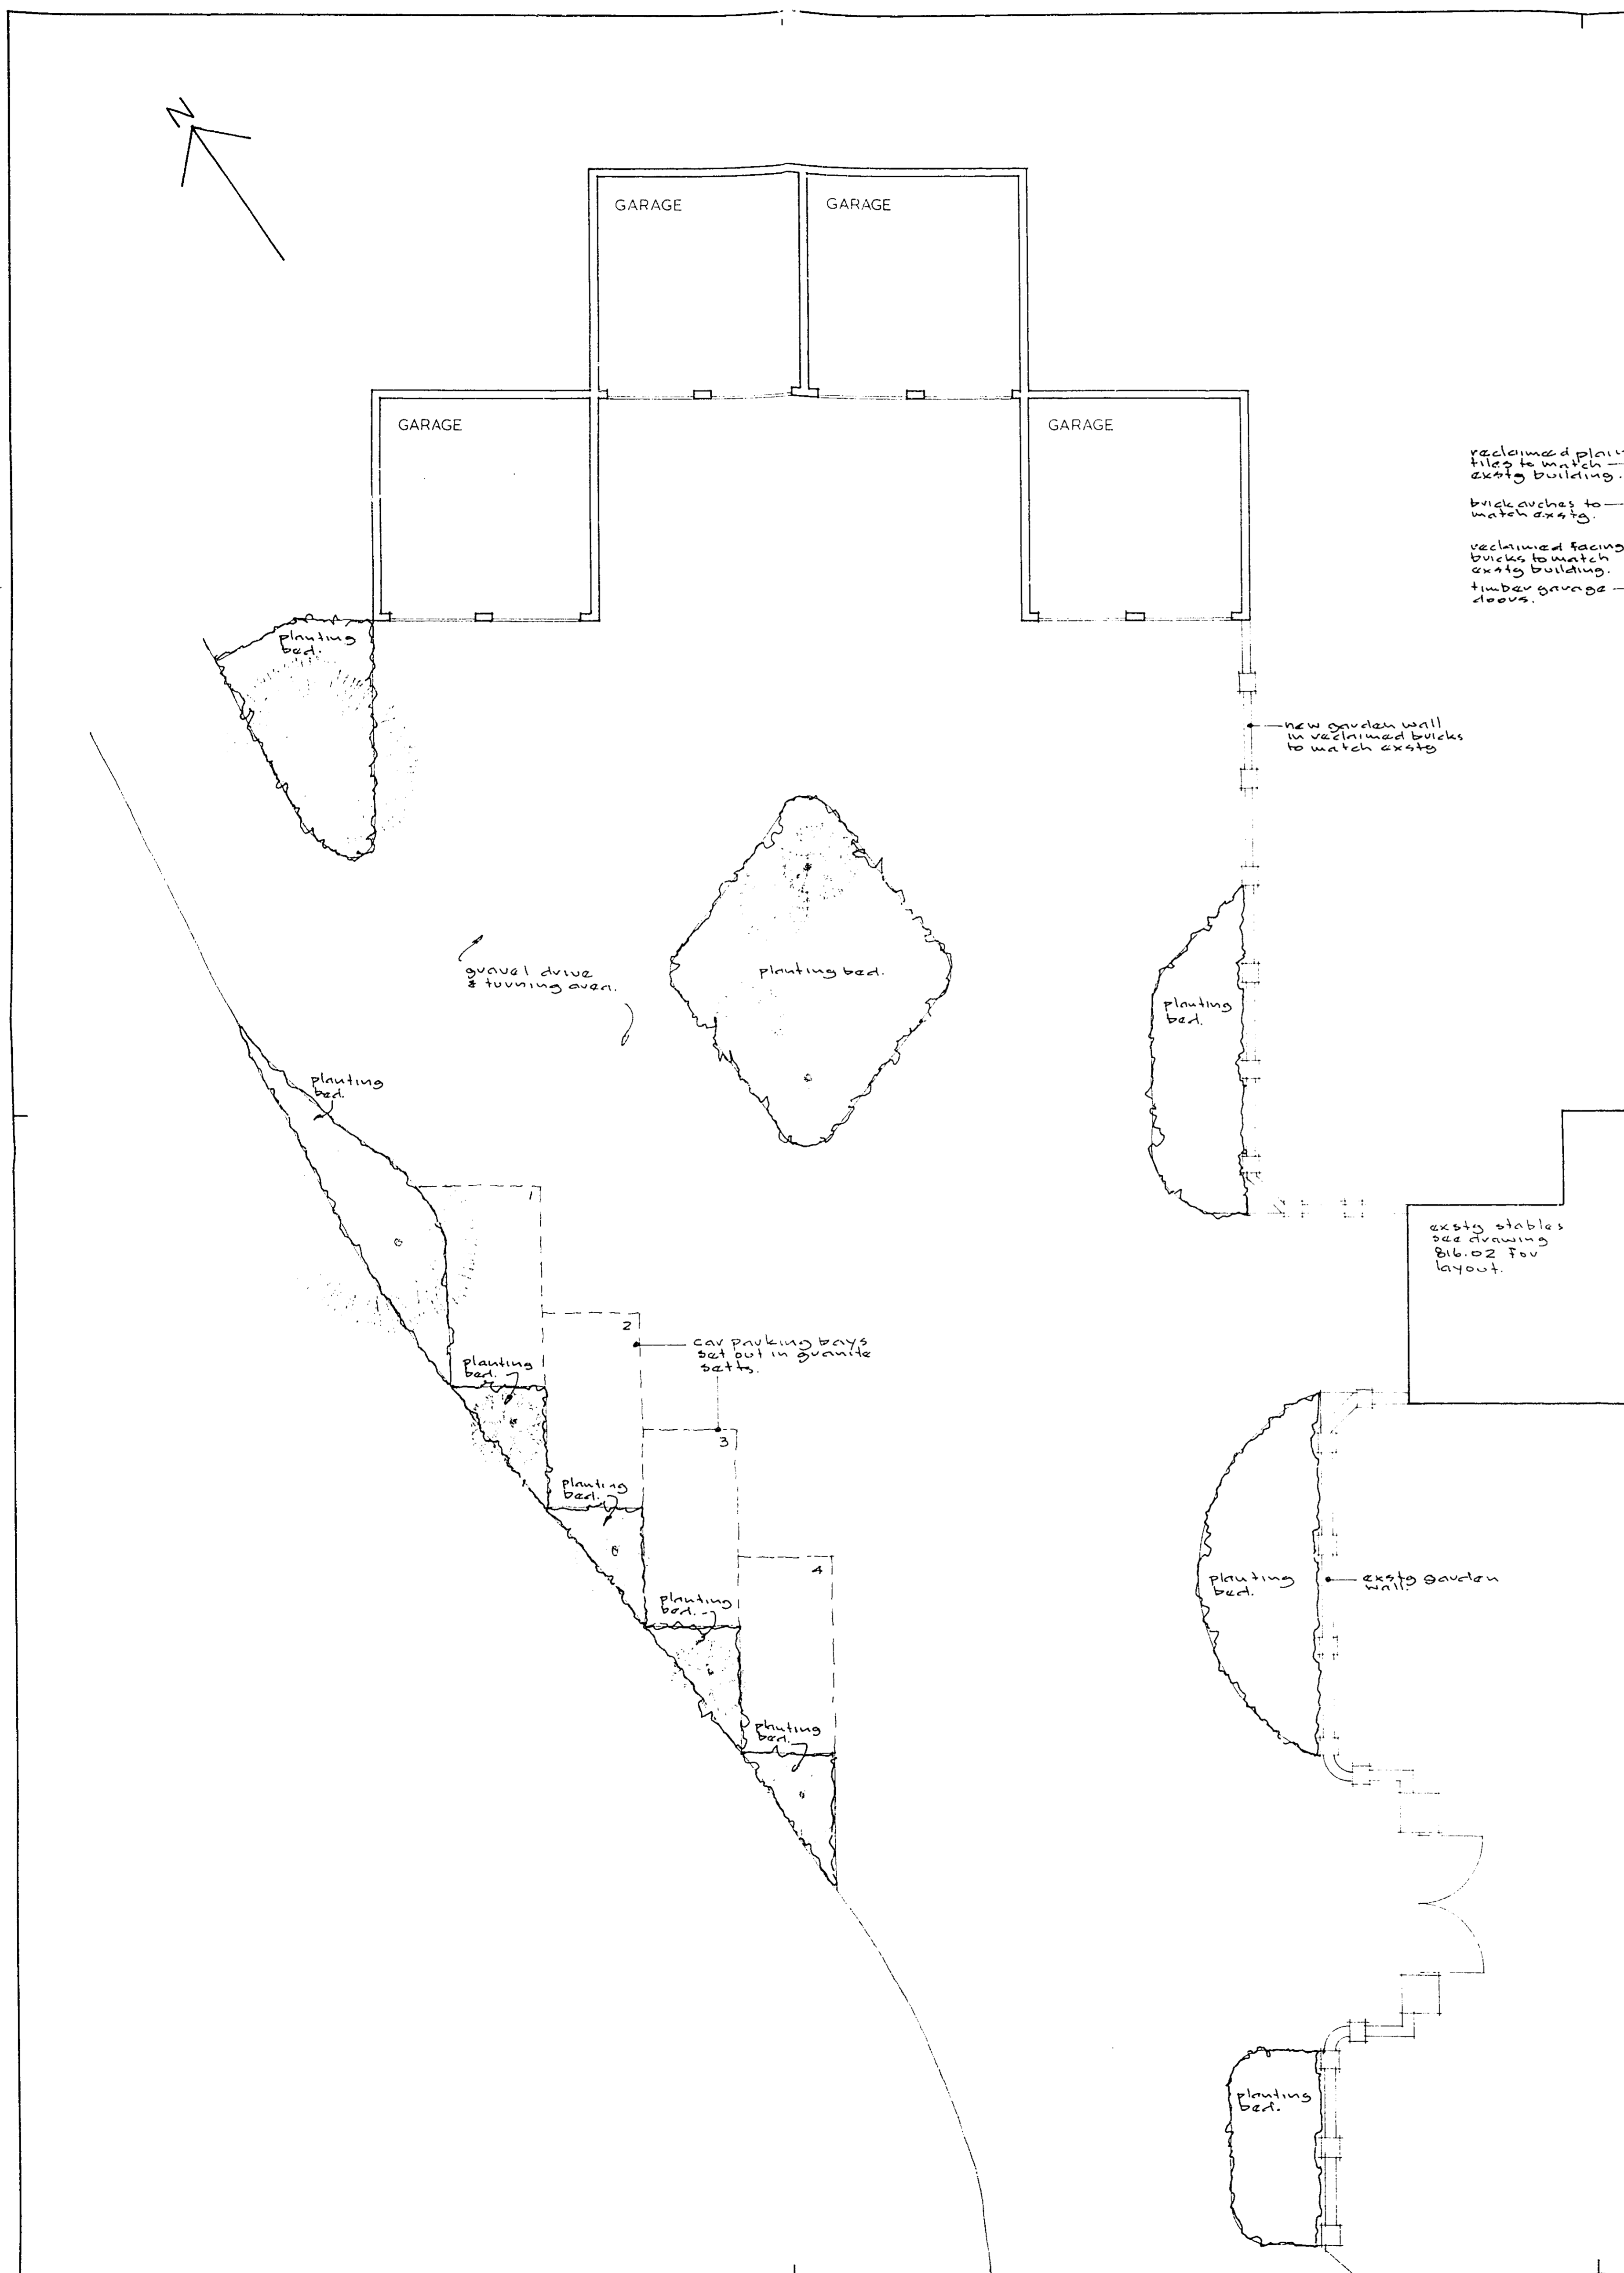 N
GARAGE
GARAGE
GARAGE
GARAGE
tiles to match
exstg building.
brick arches to
match exstg.
reclaimed facing
bricks to match
exstg building.
timber garage
doors.
planting
bed.
new garden wall
in reclaimed bricks
to match exstg
gravel drive
& turning area.
planting bed.
planting
bed.
planting
bed.
1
exstg stables
see drawing
816.02 for
layout.
2
car parking bays
set out in granite
setts.
planting
bed.
3
planting
bed.
4
planting
bed.
exstg garden
wall.
planting
bed.
planting
bed.
planting
bed.